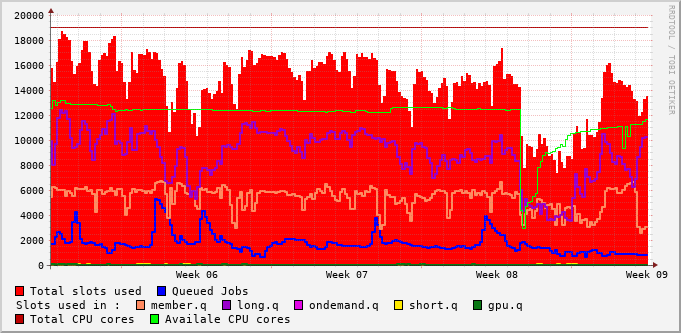 20000
18000
16000
14000
12000
10000
8000
6000
4000
2000
0
Week 06 Week 07 Week 08 Week 09
RRDTOOL / TOBI OETIKER
Total slots used Queued Jobs
Slots used in : member.q long.q ondemand.q short.q gpu.q
Total CPU cores Availale CPU cores